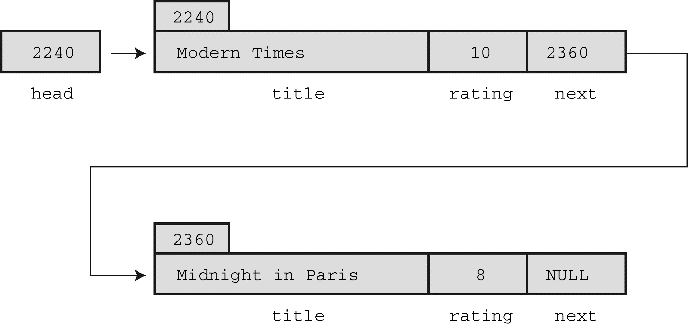 2240
2240 Modern Times 10 2360
head title rating next
2360
Midnight in Paris 8 NULL
title rating next